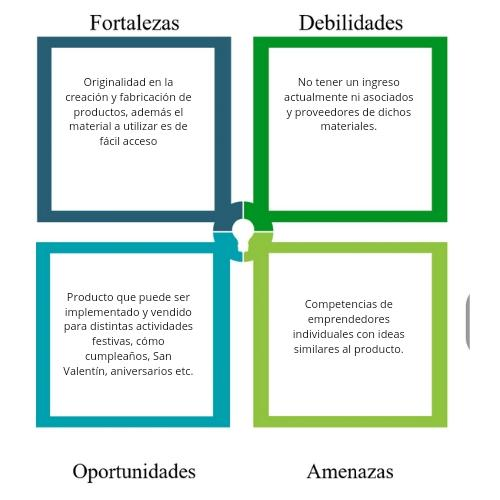 Fortalezas
Debilidades
Originalidad en la
creación y fabricación de
productos, además el
material a utilizar es de
fácil acceso
No tener un ingreso
actualmente ni asociados
y proveedores de dichos
materiales.
Producto que puede ser
implementado y vendido
para distintas actividades
festivas, cómo
cumpleaños, San
Valentín, aniversarios etc.
Competencias de
emprendedores
individuales con ideas
similares al producto.
Oportunidades
Amenazas